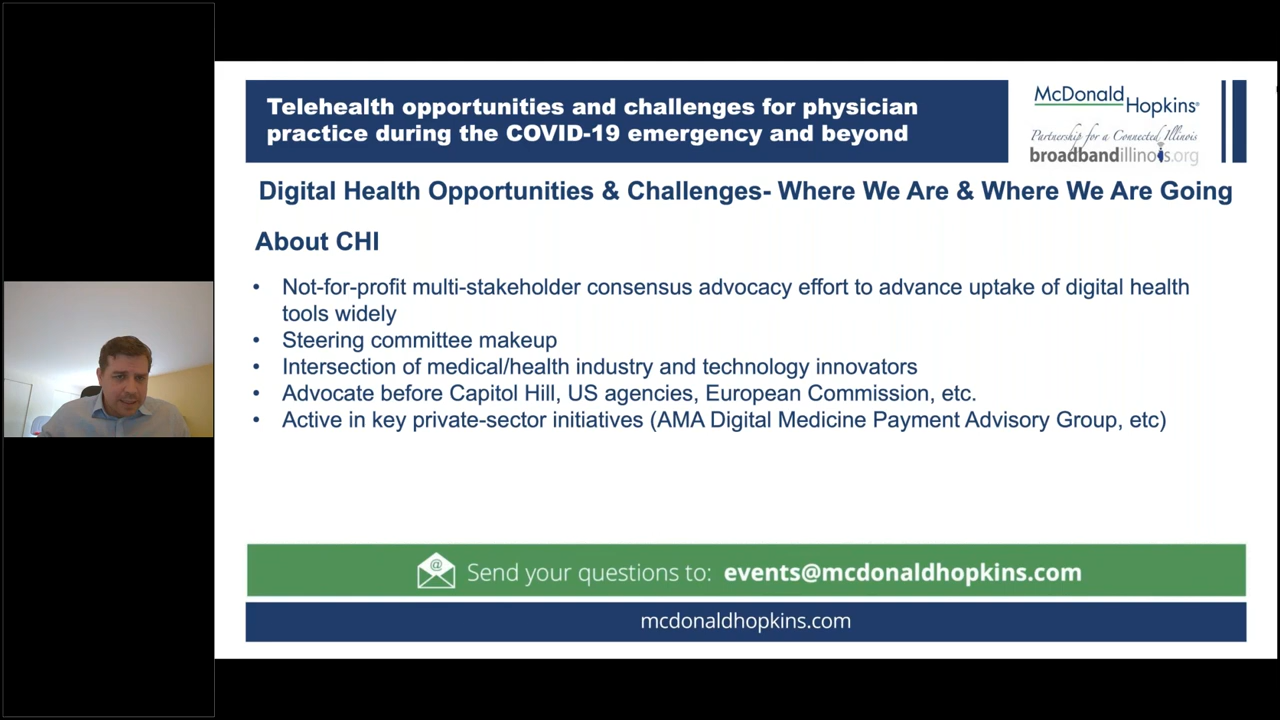 Telehealth opportunities and challenges for physician
practice during the COVID-19 emergency and beyond
McDonald
Hopkins®
Partnership for a Connected Illinois
broadbandillinois.org
Digital Health Opportunities & Challenges- Where We Are & Where We Are Going
About CHI
• Not-for-profit multi-stakeholder consensus advocacy effort to advance uptake of digital health
tools widely
• Steering committee makeup
• Intersection of medical/health industry and technology innovators
• Advocate before Capitol Hill, US agencies, European Commission, etc.
• Active in key private-sector initiatives (AMA Digital Medicine Payment Advisory Group, etc)
@
Send your questions to: events@mcdonaldhopkins.com
mcdonaldhopkins.com